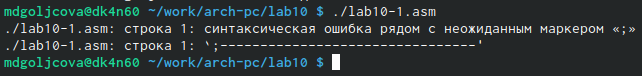 mdgoljcova@dk4n60 ~/work/arch-pc/lab10 $ ./lab10-1.asm
./lab10-1.asm: строка 1: синтаксическая ошибка рядом с неожиданным маркером «;»
./lab10-1.asm: строка 1: `;--------------------------------'
mdgoljcova@dk4n60 ~/work/arch-pc/lab10 $